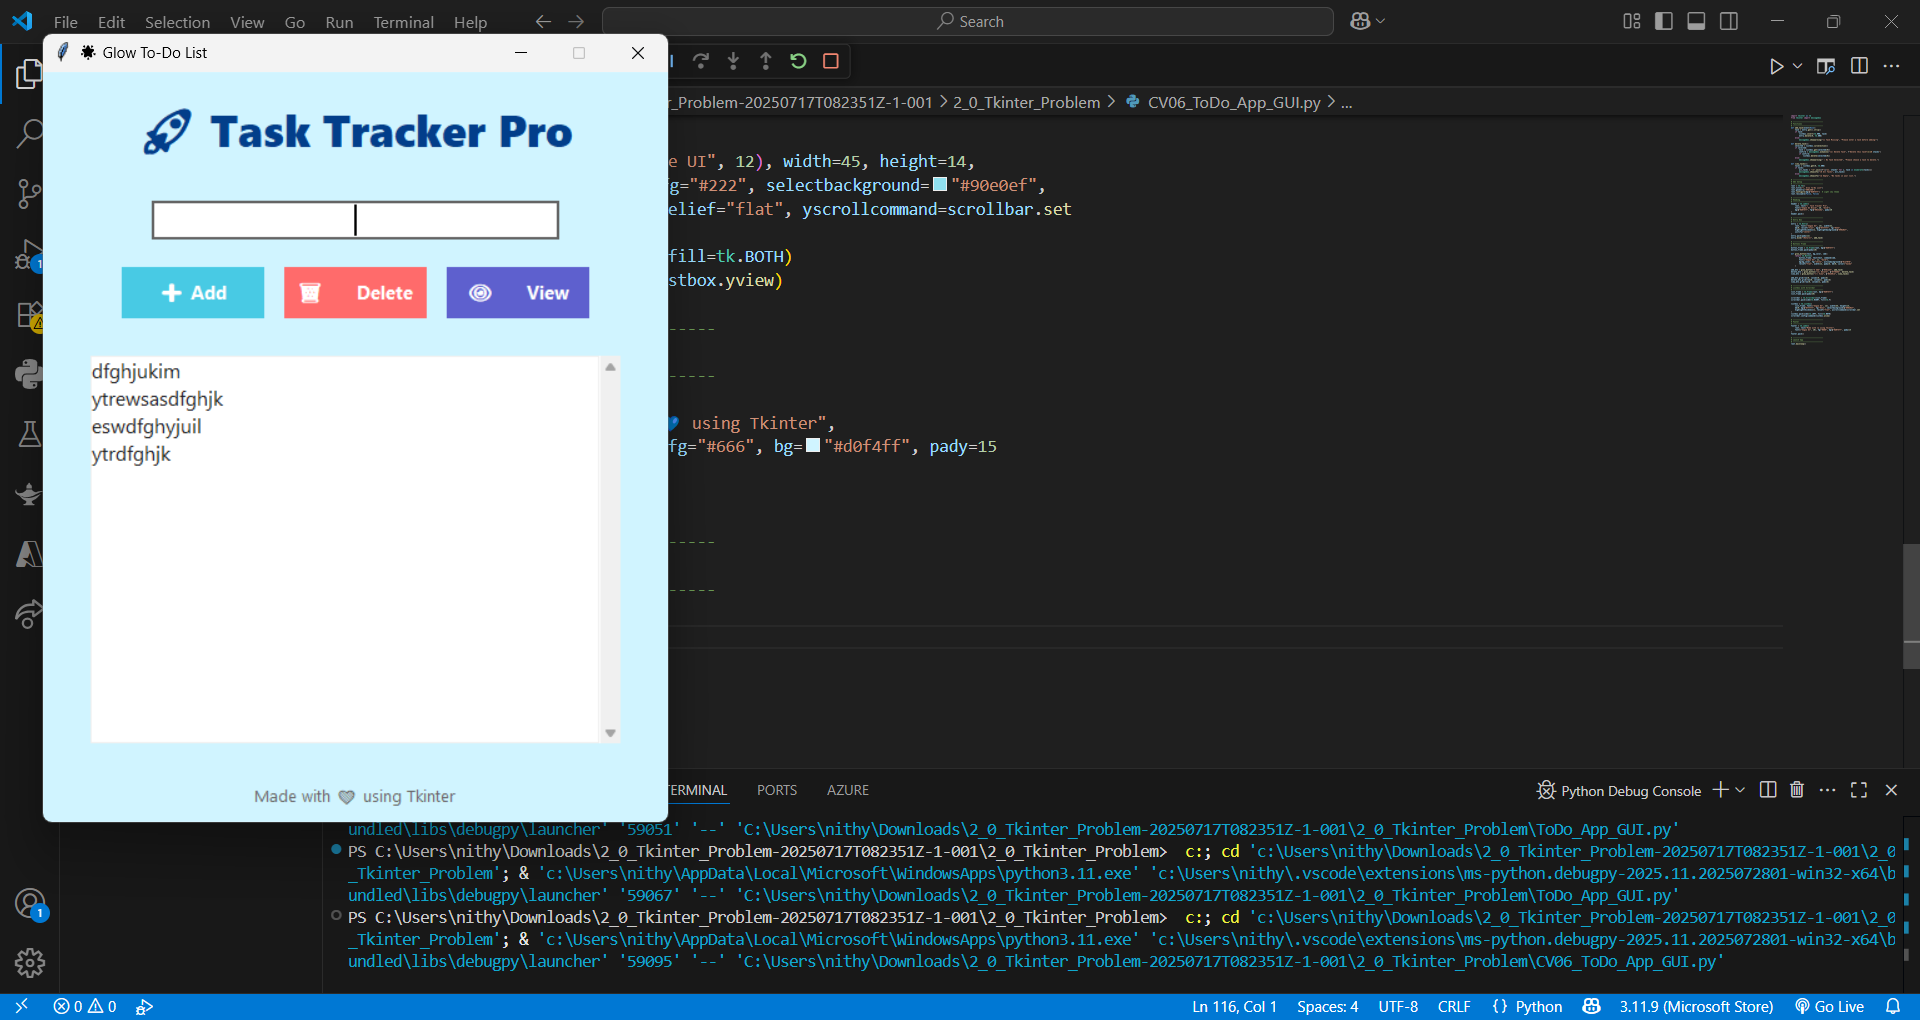 File Edit Selection View Go Run Terminal Help
Search
Glow To-Do List
Task Tracker Pro
Add
Delete
View
dfghjukim
ytrewsasdfghjk
eswdfghyjuil
ytrdfghjk
Made with 🤍 using Tkinter
r_Problem-20250717T082351Z-1-001 > 2_0_Tkinter_Problem > CV06_ToDo_App_GUI.py > ...
e UI", 12), width=45, height=14,
g="#222", selectbackground="#90e0ef",
elief="flat", yscrollcommand=scrollbar.set
fill=tk.BOTH)
stbox.yview)
-----
-----
💙 using Tkinter",
fg="#666", bg="#d0f4ff", pady=15
-----
-----
TERMINAL PORTS AZURE
Python Debug Console
undled\libs\debugpy\launcher' '59051' '--' 'C:\Users\nithy\Downloads\2_0_Tkinter_Problem-20250717T082351Z-1-001\2_0_Tkinter_Problem\ToDo_App_GUI.py'
PS C:\Users\nithy\Downloads\2_0_Tkinter_Problem-20250717T082351Z-1-001\2_0_Tkinter_Problem> c:; cd 'c:\Users\nithy\Downloads\2_0_Tkinter_Problem-20250717T082351Z-1-001\2_0
_Tkinter_Problem'; & 'c:\Users\nithy\AppData\Local\Microsoft\WindowsApps\python3.11.exe' 'c:\Users\nithy\.vscode\extensions\ms-python.debugpy-2025.11.2025072801-win32-x64\b
undled\libs\debugpy\launcher' '59067' '--' 'C:\Users\nithy\Downloads\2_0_Tkinter_Problem-20250717T082351Z-1-001\2_0_Tkinter_Problem\ToDo_App_GUI.py'
PS C:\Users\nithy\Downloads\2_0_Tkinter_Problem-20250717T082351Z-1-001\2_0_Tkinter_Problem> c:; cd 'c:\Users\nithy\Downloads\2_0_Tkinter_Problem-20250717T082351Z-1-001\2_0
_Tkinter_Problem'; & 'c:\Users\nithy\AppData\Local\Microsoft\WindowsApps\python3.11.exe' 'c:\Users\nithy\.vscode\extensions\ms-python.debugpy-2025.11.2025072801-win32-x64\b
undled\libs\debugpy\launcher' '59095' '--' 'C:\Users\nithy\Downloads\2_0_Tkinter_Problem-20250717T082351Z-1-001\2_0_Tkinter_Problem\CV06_ToDo_App_GUI.py'
1
1
0 0
Ln 116, Col 1 Spaces: 4 UTF-8 CRLF {} Python 3.11.9 (Microsoft Store) Go Live